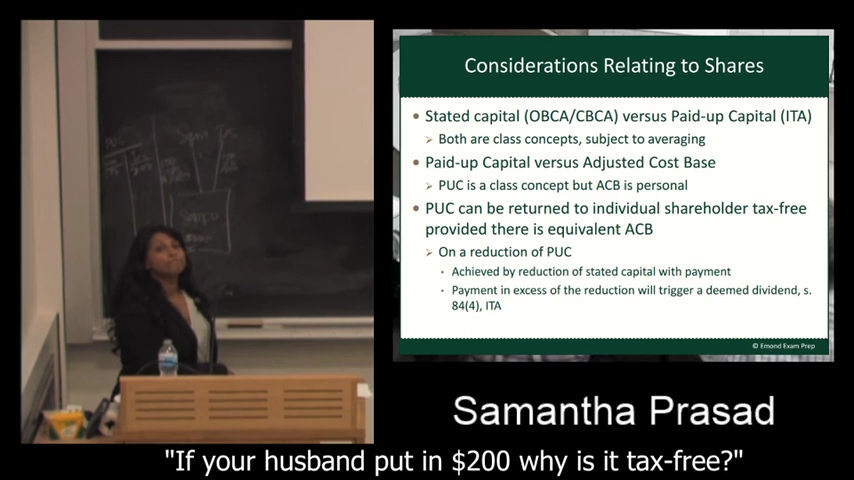 Considerations Relating to Shares
• Stated capital (OBCA/CBCA) versus Paid-up Capital (ITA)
➢ Both are class concepts, subject to averaging
• Paid-up Capital versus Adjusted Cost Base
➢ PUC is a class concept but ACB is personal
• PUC can be returned to individual shareholder tax-free
provided there is equivalent ACB
➢ On a reduction of PUC
• Achieved by reduction of stated capital with payment
• Payment in excess of the reduction will trigger a deemed dividend, s.
84(4), ITA
© Emond Exam Prep
PUC
Samantha Prasad
"If your husband put in $200 why is it tax-free?"